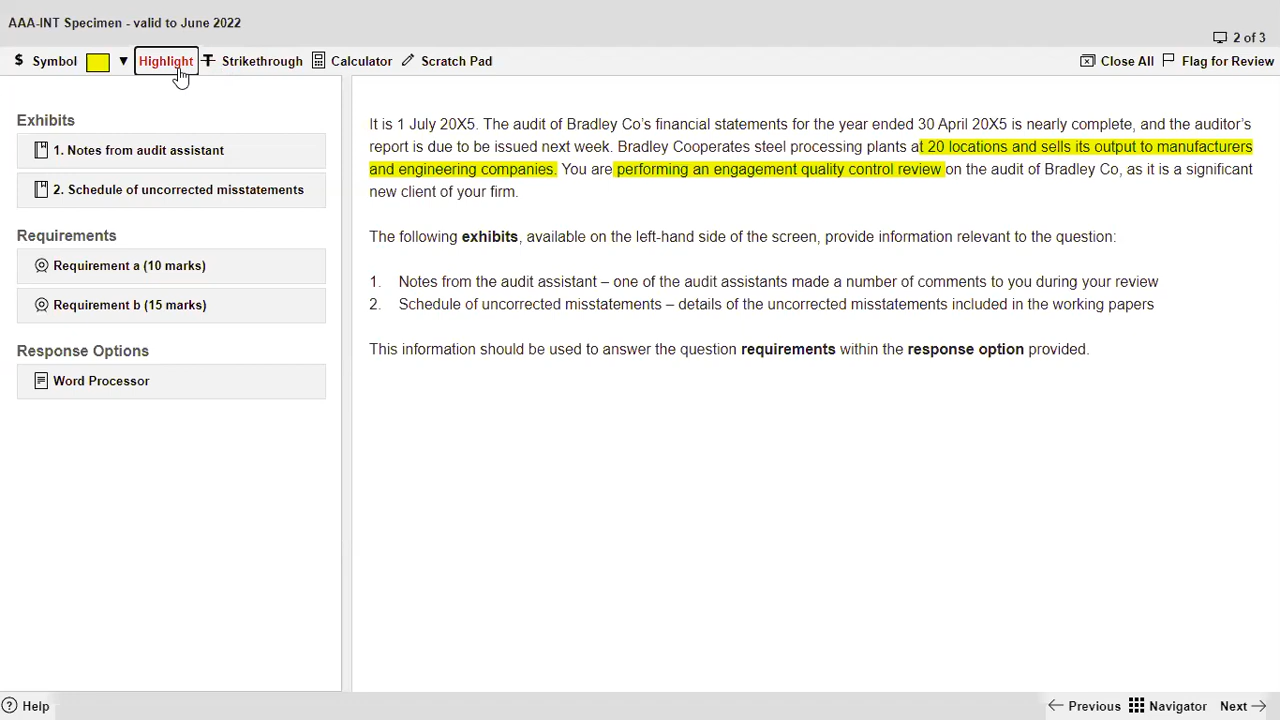 AAA-INT Specimen - valid to June 2022
2 of 3
$ Symbol Highlight Strikethrough Calculator Scratch Pad Close All Flag for Review
Exhibits
1. Notes from audit assistant
2. Schedule of uncorrected misstatements
Requirements
Requirement a (10 marks)
Requirement b (15 marks)
Response Options
Word Processor
It is 1 July 20X5. The audit of Bradley Co's financial statements for the year ended 30 April 20X5 is nearly complete, and the auditor's
report is due to be issued next week. Bradley Cooperates steel processing plants at 20 locations and sells its output to manufacturers
and engineering companies. You are performing an engagement quality control review on the audit of Bradley Co, as it is a significant
new client of your firm.
The following exhibits, available on the left-hand side of the screen, provide information relevant to the question:
1. Notes from the audit assistant – one of the audit assistants made a number of comments to you during your review
2. Schedule of uncorrected misstatements – details of the uncorrected misstatements included in the working papers
This information should be used to answer the question requirements within the response option provided.
Help
Previous Navigator Next